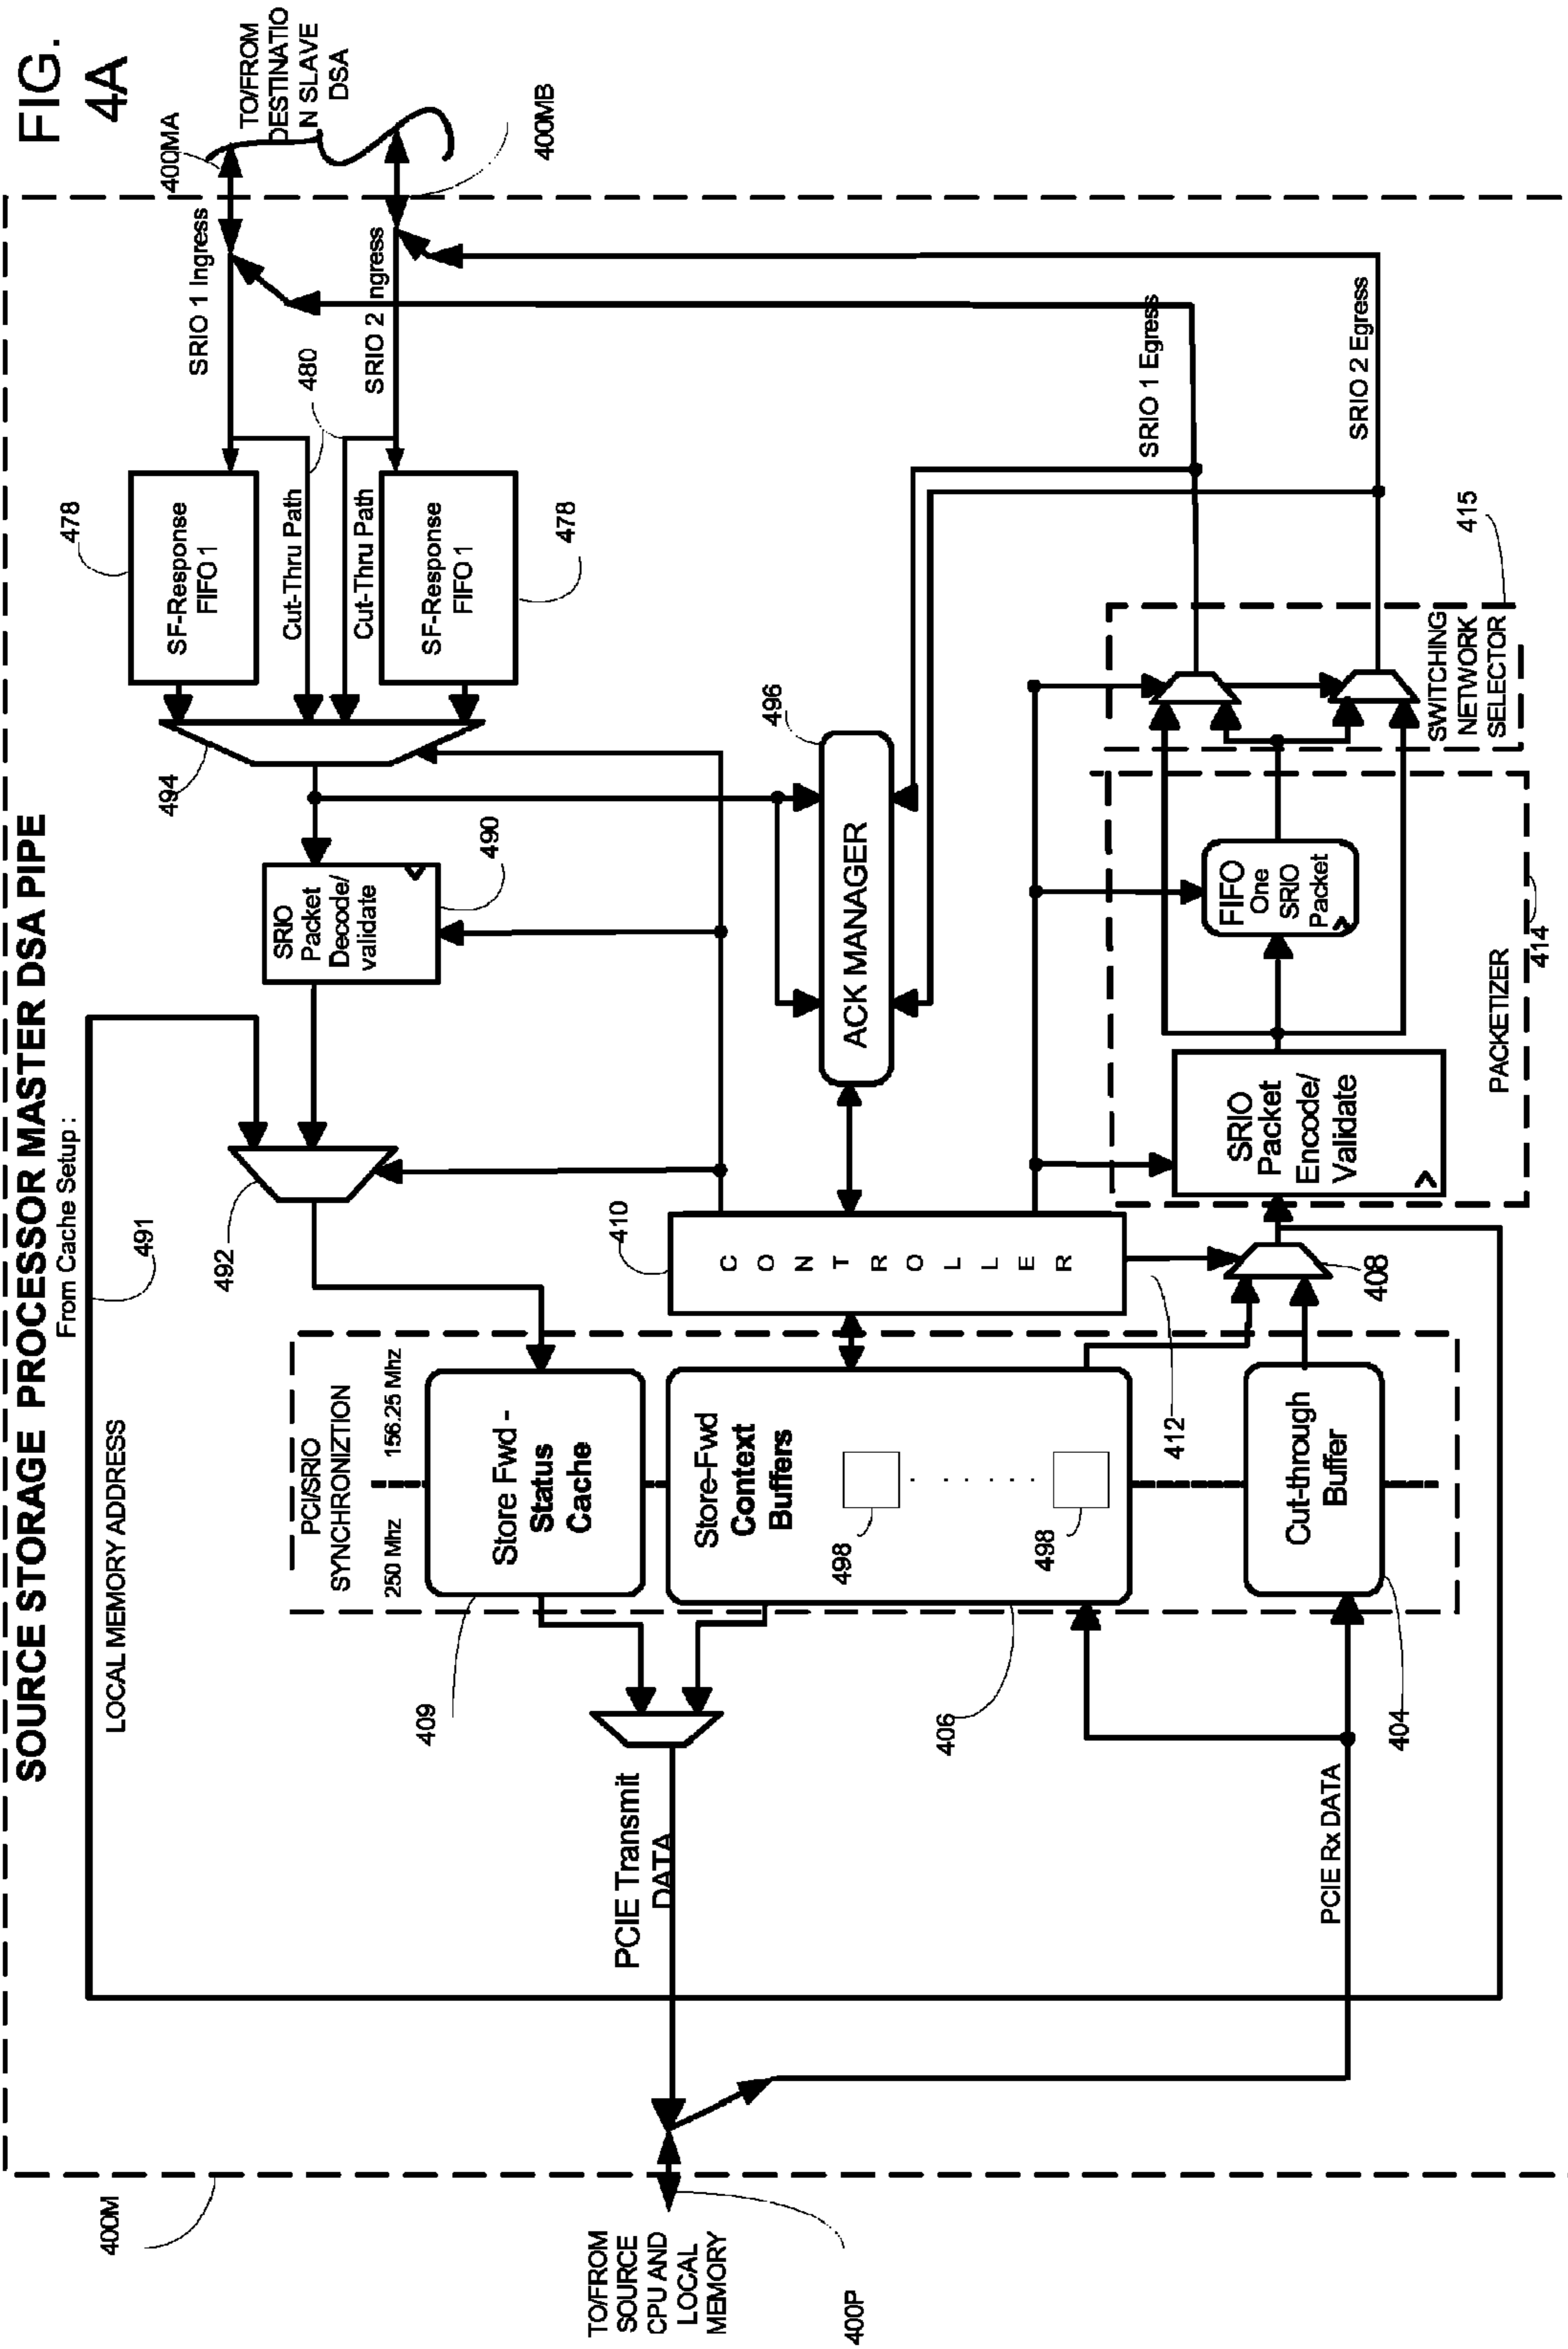 FIG.
4A
SOURCE STORAGE PROCESSOR MASTER DSA PIPE
From Cache Setup :
LOCAL MEMORY ADDRESS
491
400M
400MA
TO/FROM
DESTINATIO
N SLAVE
DSA
400MB
SRIO 1 Ingress
480
SRIO 2 ngress
478
SF-Response
FIFO 1
Cut-Thru Path
Cut-Thru Path
SF-Response
FIFO 1
478
494
490
SRIO
Packet
Decode/
validate
492
496
ACK MANAGER
410
C O N T R O L L E R
PCI/SRIO
SYNCHRONIZTION
250 Mhz
156.25 Mhz
Store Fwd -
Status
Cache
409
Store-Fwd
Context
Buffers
498
498
406
412
Cut-through
Buffer
404
408
PCIE Transmit
DATA
PCIE Rx DATA
TO/FROM
SOURCE
CPU AND
LOCAL
MEMORY
400P
SRIO
Packet
Encode/
Validate
FIFO
One
SRIO
Packet
PACKETIZER
414
SWITCHING
NETWORK
SELECTOR
415
SRIO 1 Egress
SRIO 2 Egress